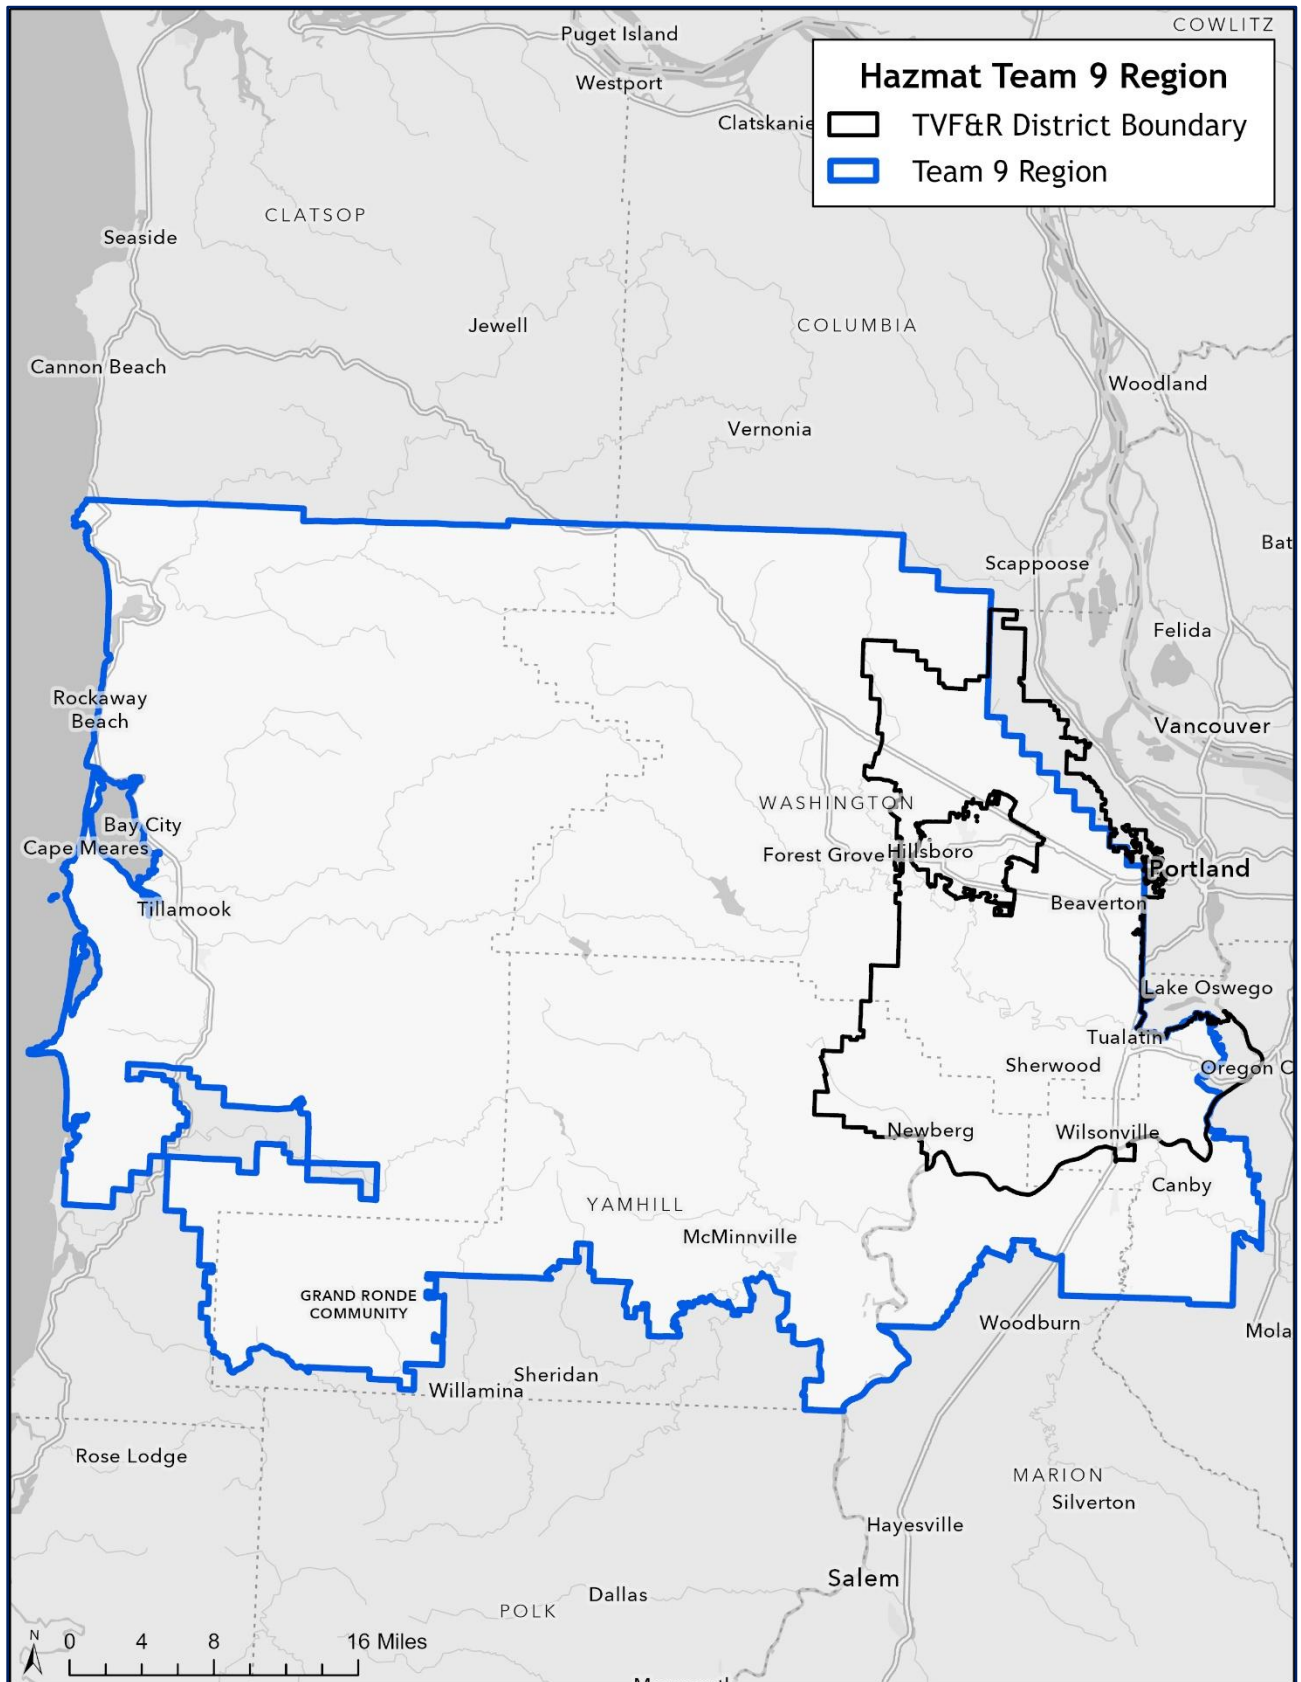 COWLITZ
Puget Island
Westport
Clatskanie
Hazmat Team 9 Region
TVF&R District Boundary
Team 9 Region
CLATSOP
Seaside
Jewell
COLUMBIA
Cannon Beach
Woodland
Vernonia
Bat
Scappoose
Felida
Rockaway
Beach
Vancouver
WASHINGTON
Bay City
Cape Meares
Forest Grove
Hillsboro
Portland
Beaverton
Tillamook
Lake Oswego
Tualatin
Sherwood
Oregon C
Newberg
Wilsonville
Canby
YAMHILL
McMinnville
GRAND RONDE
COMMUNITY
Woodburn
Mola
Sheridan
Willamina
Rose Lodge
MARION
Silverton
Hayesville
Salem
Dallas
POLK
N
0 4 8 16 Miles